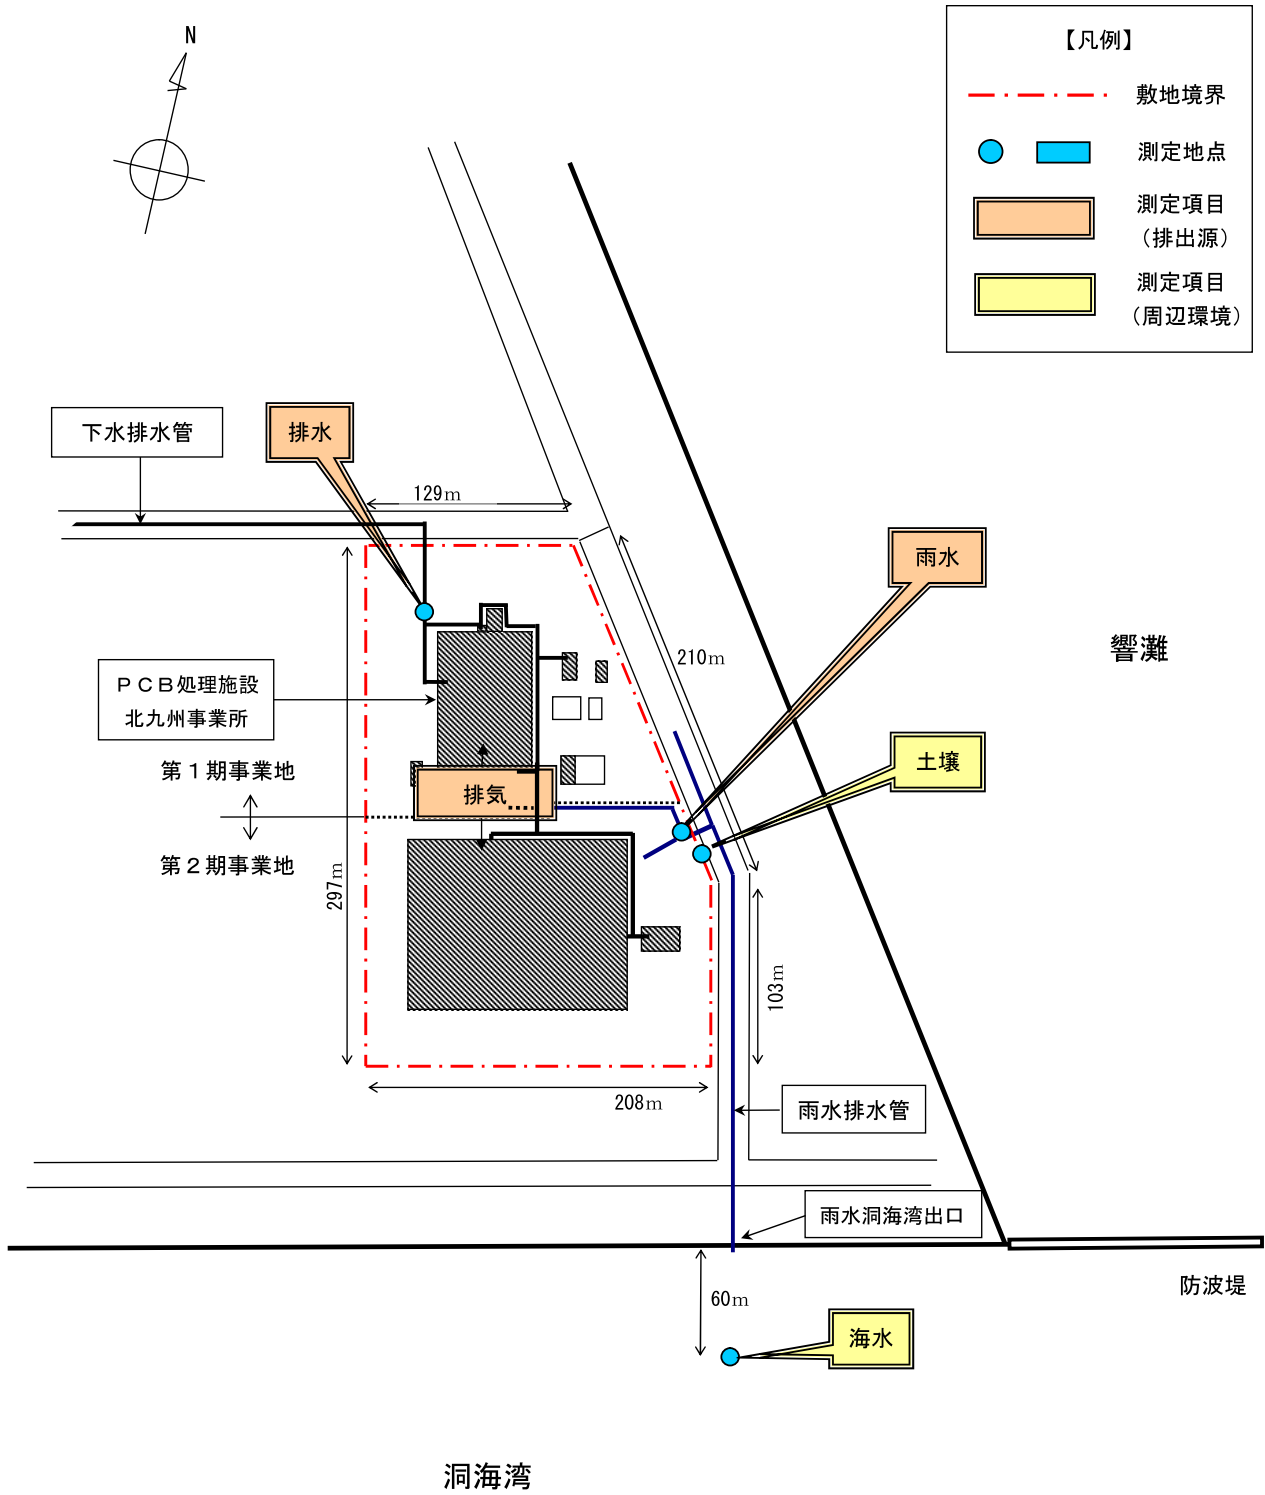 N
【凡例】
敷地境界
測定地点
測定項目
（排出源）
測定項目
（周辺環境）
下水排水管
排水
129m
雨水
響灘
210m
PCB処理施設
北九州事業所
第1期事業地
土壌
排気
第2期事業地
297m
103m
208m
雨水排水管
雨水洞海湾出口
防波堤
60m
海水
洞海湾